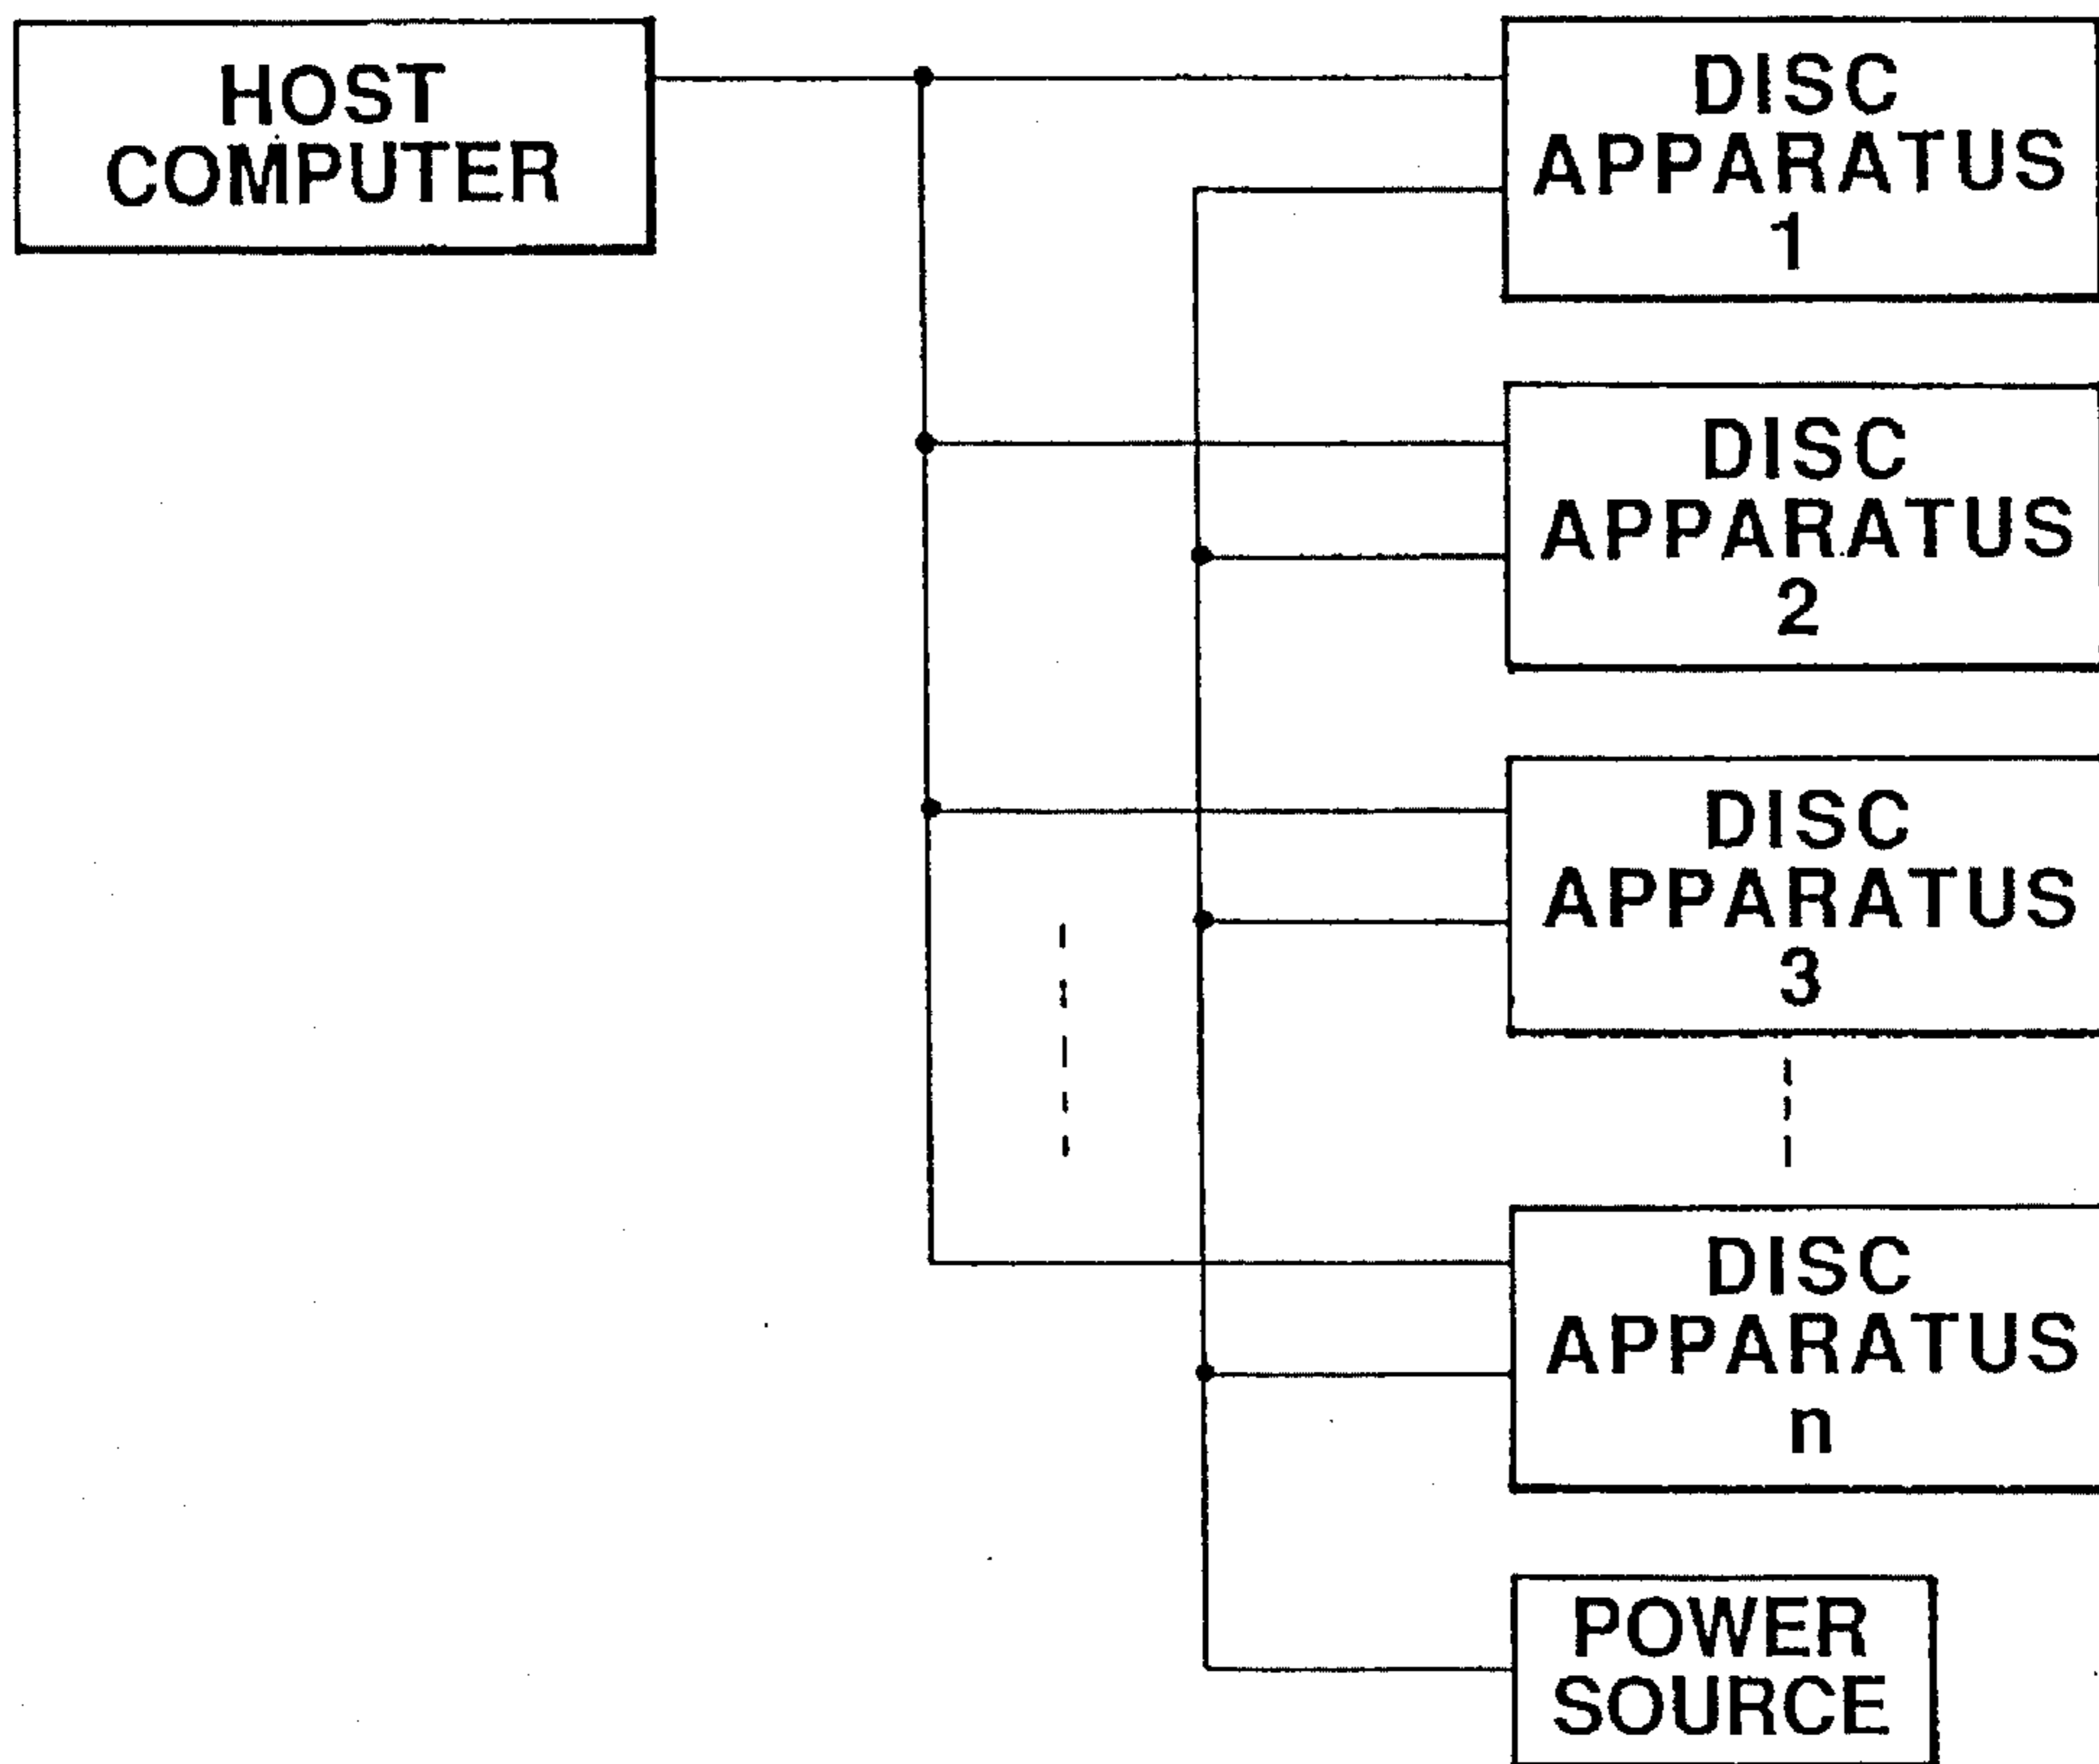 HOST
COMPUTER
DISC
APPARATUS
1
DISC
APPARATUS
2
DISC
APPARATUS
3
DISC
APPARATUS
n
POWER
SOURCE